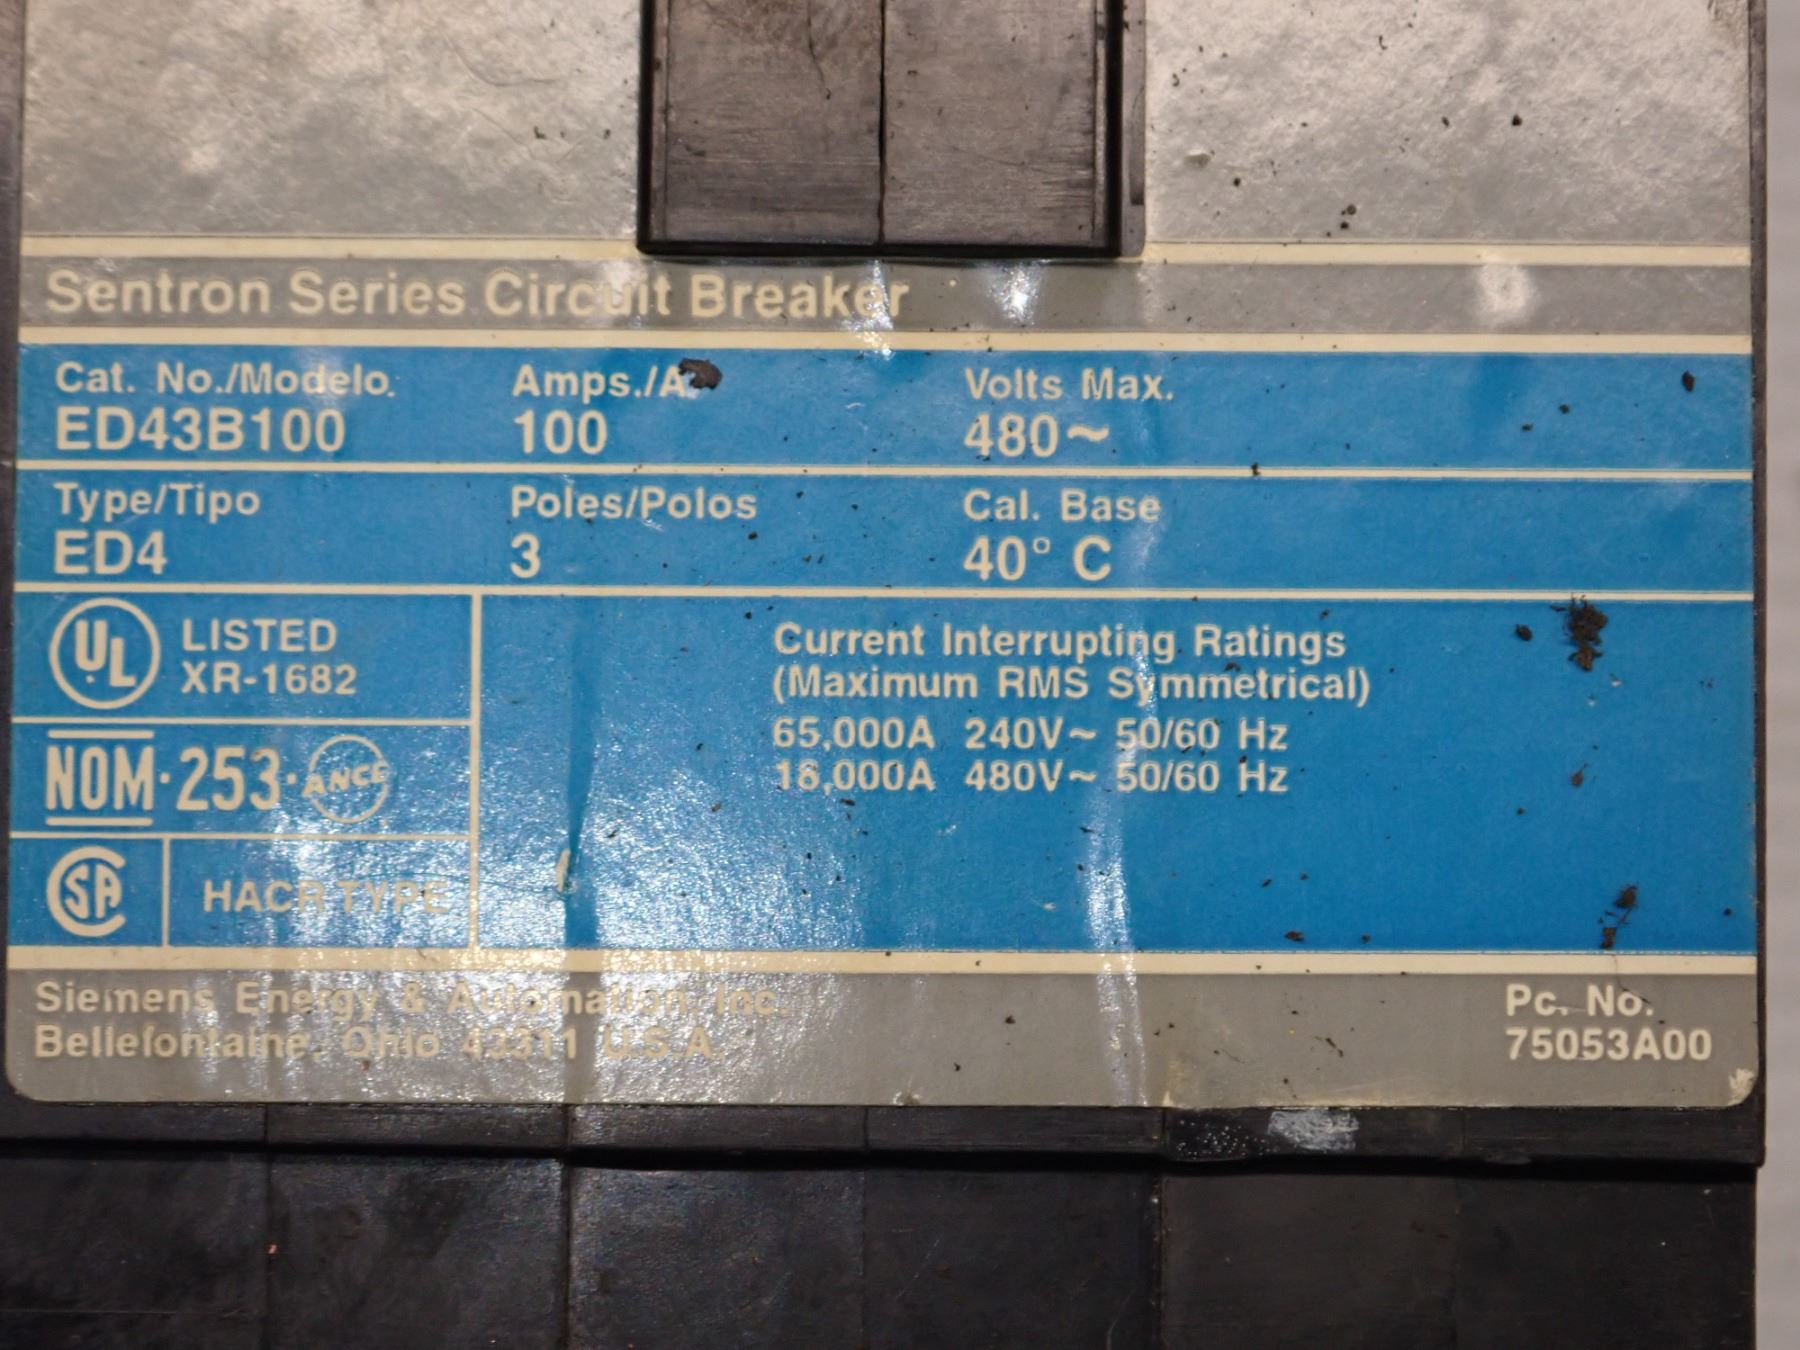 Sentron Series Circuit Breaker
Cat. No./Modelo. Amps./A. Volts Max.
ED43B100 100 480~
Type/Tipo Poles/Polos Cal. Base
ED4 3 40° C
UL LISTED
XR-1682
NOM·253·ANCE
SA HACR TYPE
Current Interrupting Ratings
(Maximum RMS Symmetrical)
65,000A 240V~ 50/60 Hz
18,000A 480V~ 50/60 Hz
Siemens Energy & Automation, Inc.
Bellefontaine, Ohio 43311 U.S.A.
Pc. No.
75053A00